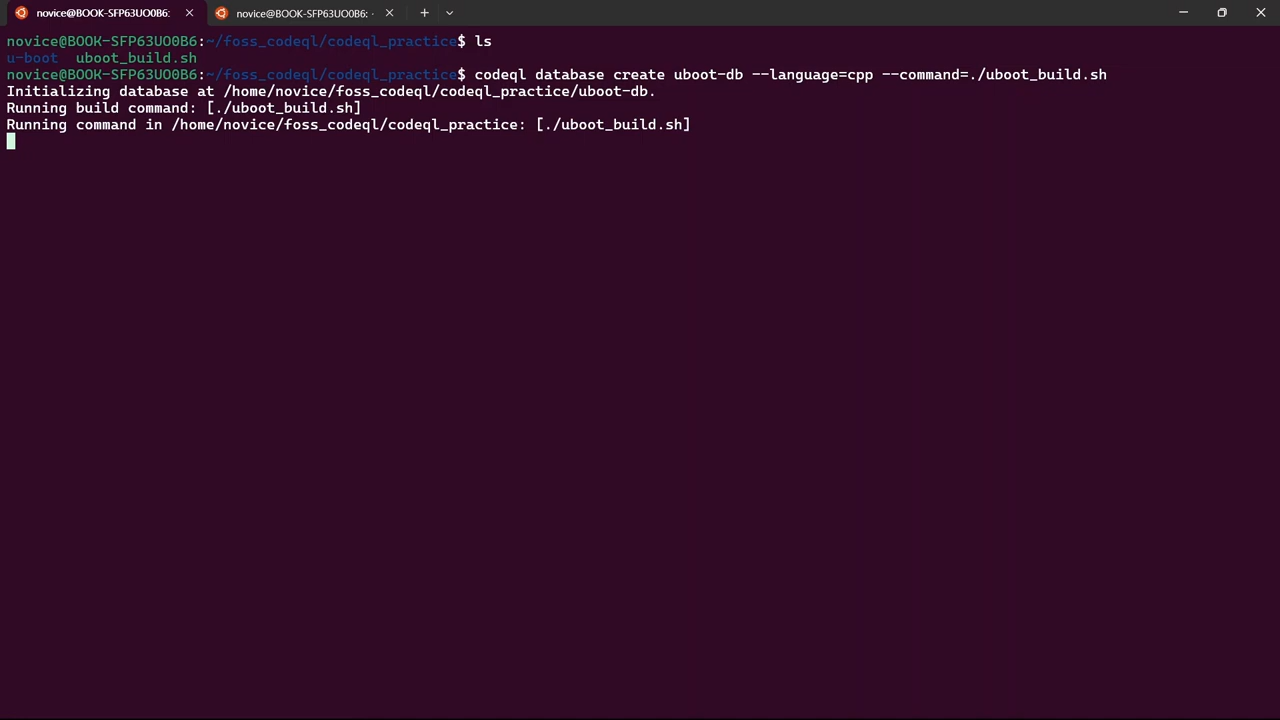 novice@BOOK-SFP63UO0B6: novice@BOOK-SFP63UO0B6:
novice@BOOK-SFP63UO0B6:~/foss_codeql/codeql_practice$ ls
u-boot uboot_build.sh
novice@BOOK-SFP63UO0B6:~/foss_codeql/codeql_practice$ codeql database create uboot-db --language=cpp --command=./uboot_build.sh
Initializing database at /home/novice/foss_codeql/codeql_practice/uboot-db.
Running build command: [./uboot_build.sh]
Running command in /home/novice/foss_codeql/codeql_practice: [./uboot_build.sh]